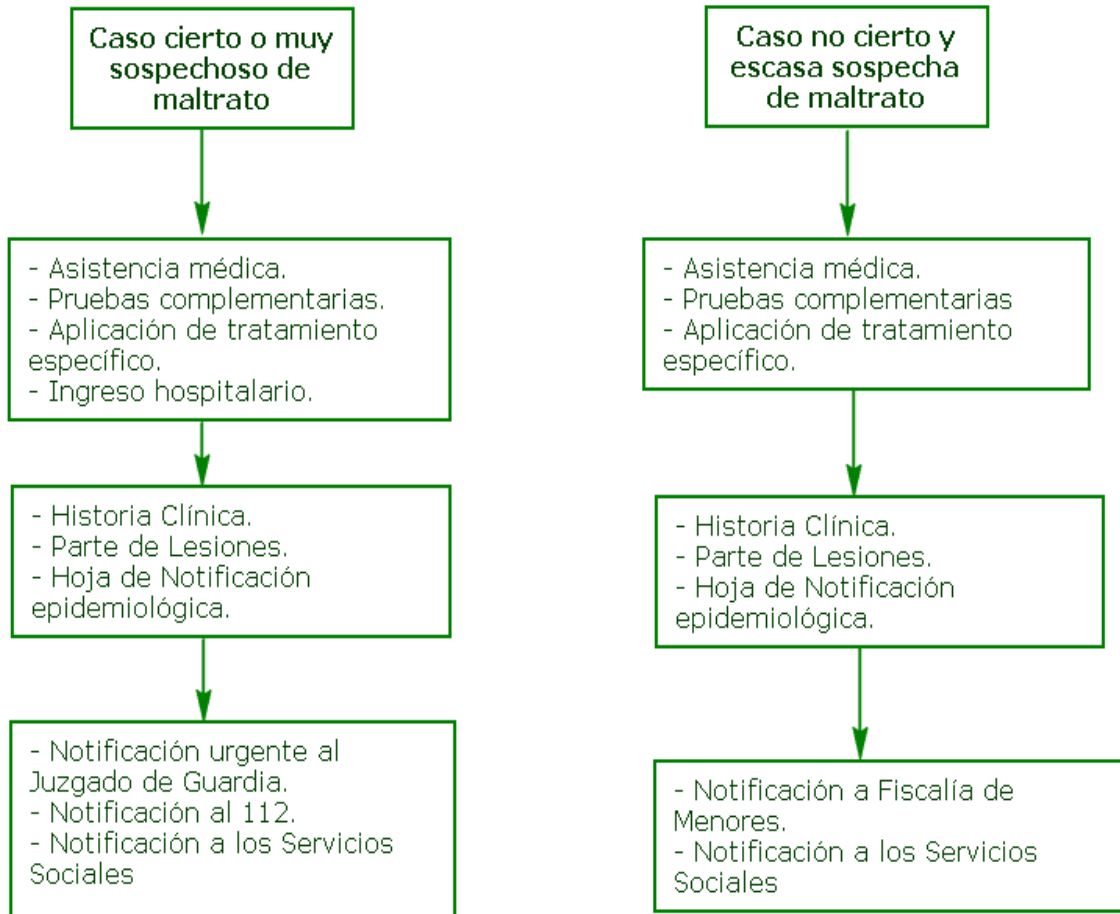 Caso cierto o muy
sospechoso de
maltrato
- Asistencia médica.
- Pruebas complementarias.
- Aplicación de tratamiento
específico.
- Ingreso hospitalario.
- Historia Clínica.
- Parte de Lesiones.
- Hoja de Notificación
epidemiológica.
- Notificación urgente al
Juzgado de Guardia.
- Notificación al 112.
- Notificación a los Servicios
Sociales
Caso no cierto y
escasa sospecha
de maltrato
- Asistencia médica.
- Pruebas complementarias
- Aplicación de tratamiento
específico.
- Historia Clínica.
- Parte de Lesiones.
- Hoja de Notificación
epidemiológica.
- Notificación a Fiscalía de
Menores.
- Notificación a los Servicios
Sociales